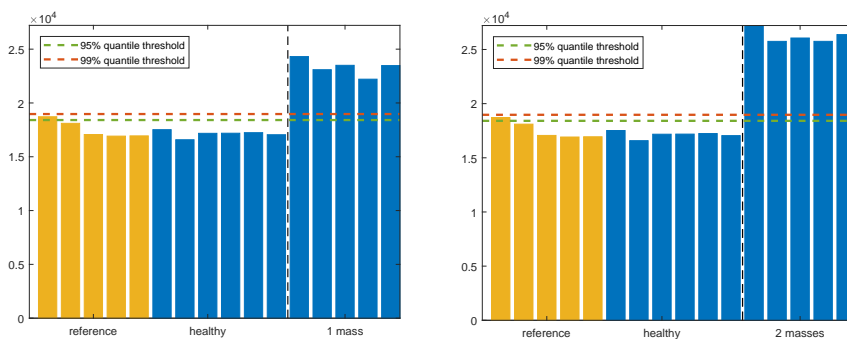 ×10⁴
2.5
2
1.5
1
0.5
0
95% quantile threshold
99% quantile threshold
reference healthy 1 mass
×10⁴
2.5
2
1.5
1
0.5
0
95% quantile threshold
99% quantile threshold
reference healthy 2 masses